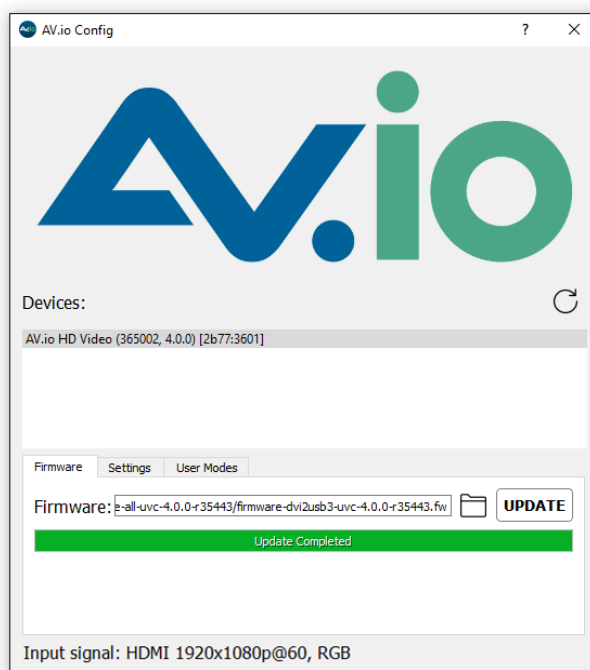 AV.io Config
AV.io
Devices:
AV.io HD Video (365002, 4.0.0) [2b77:3601]
Firmware Settings User Modes
Firmware: e-all-uvc-4.0.0-r35443/firmware-dvi2usb3-uvc-4.0.0-r35443.fw UPDATE
Update Completed
Input signal: HDMI 1920x1080p@60, RGB